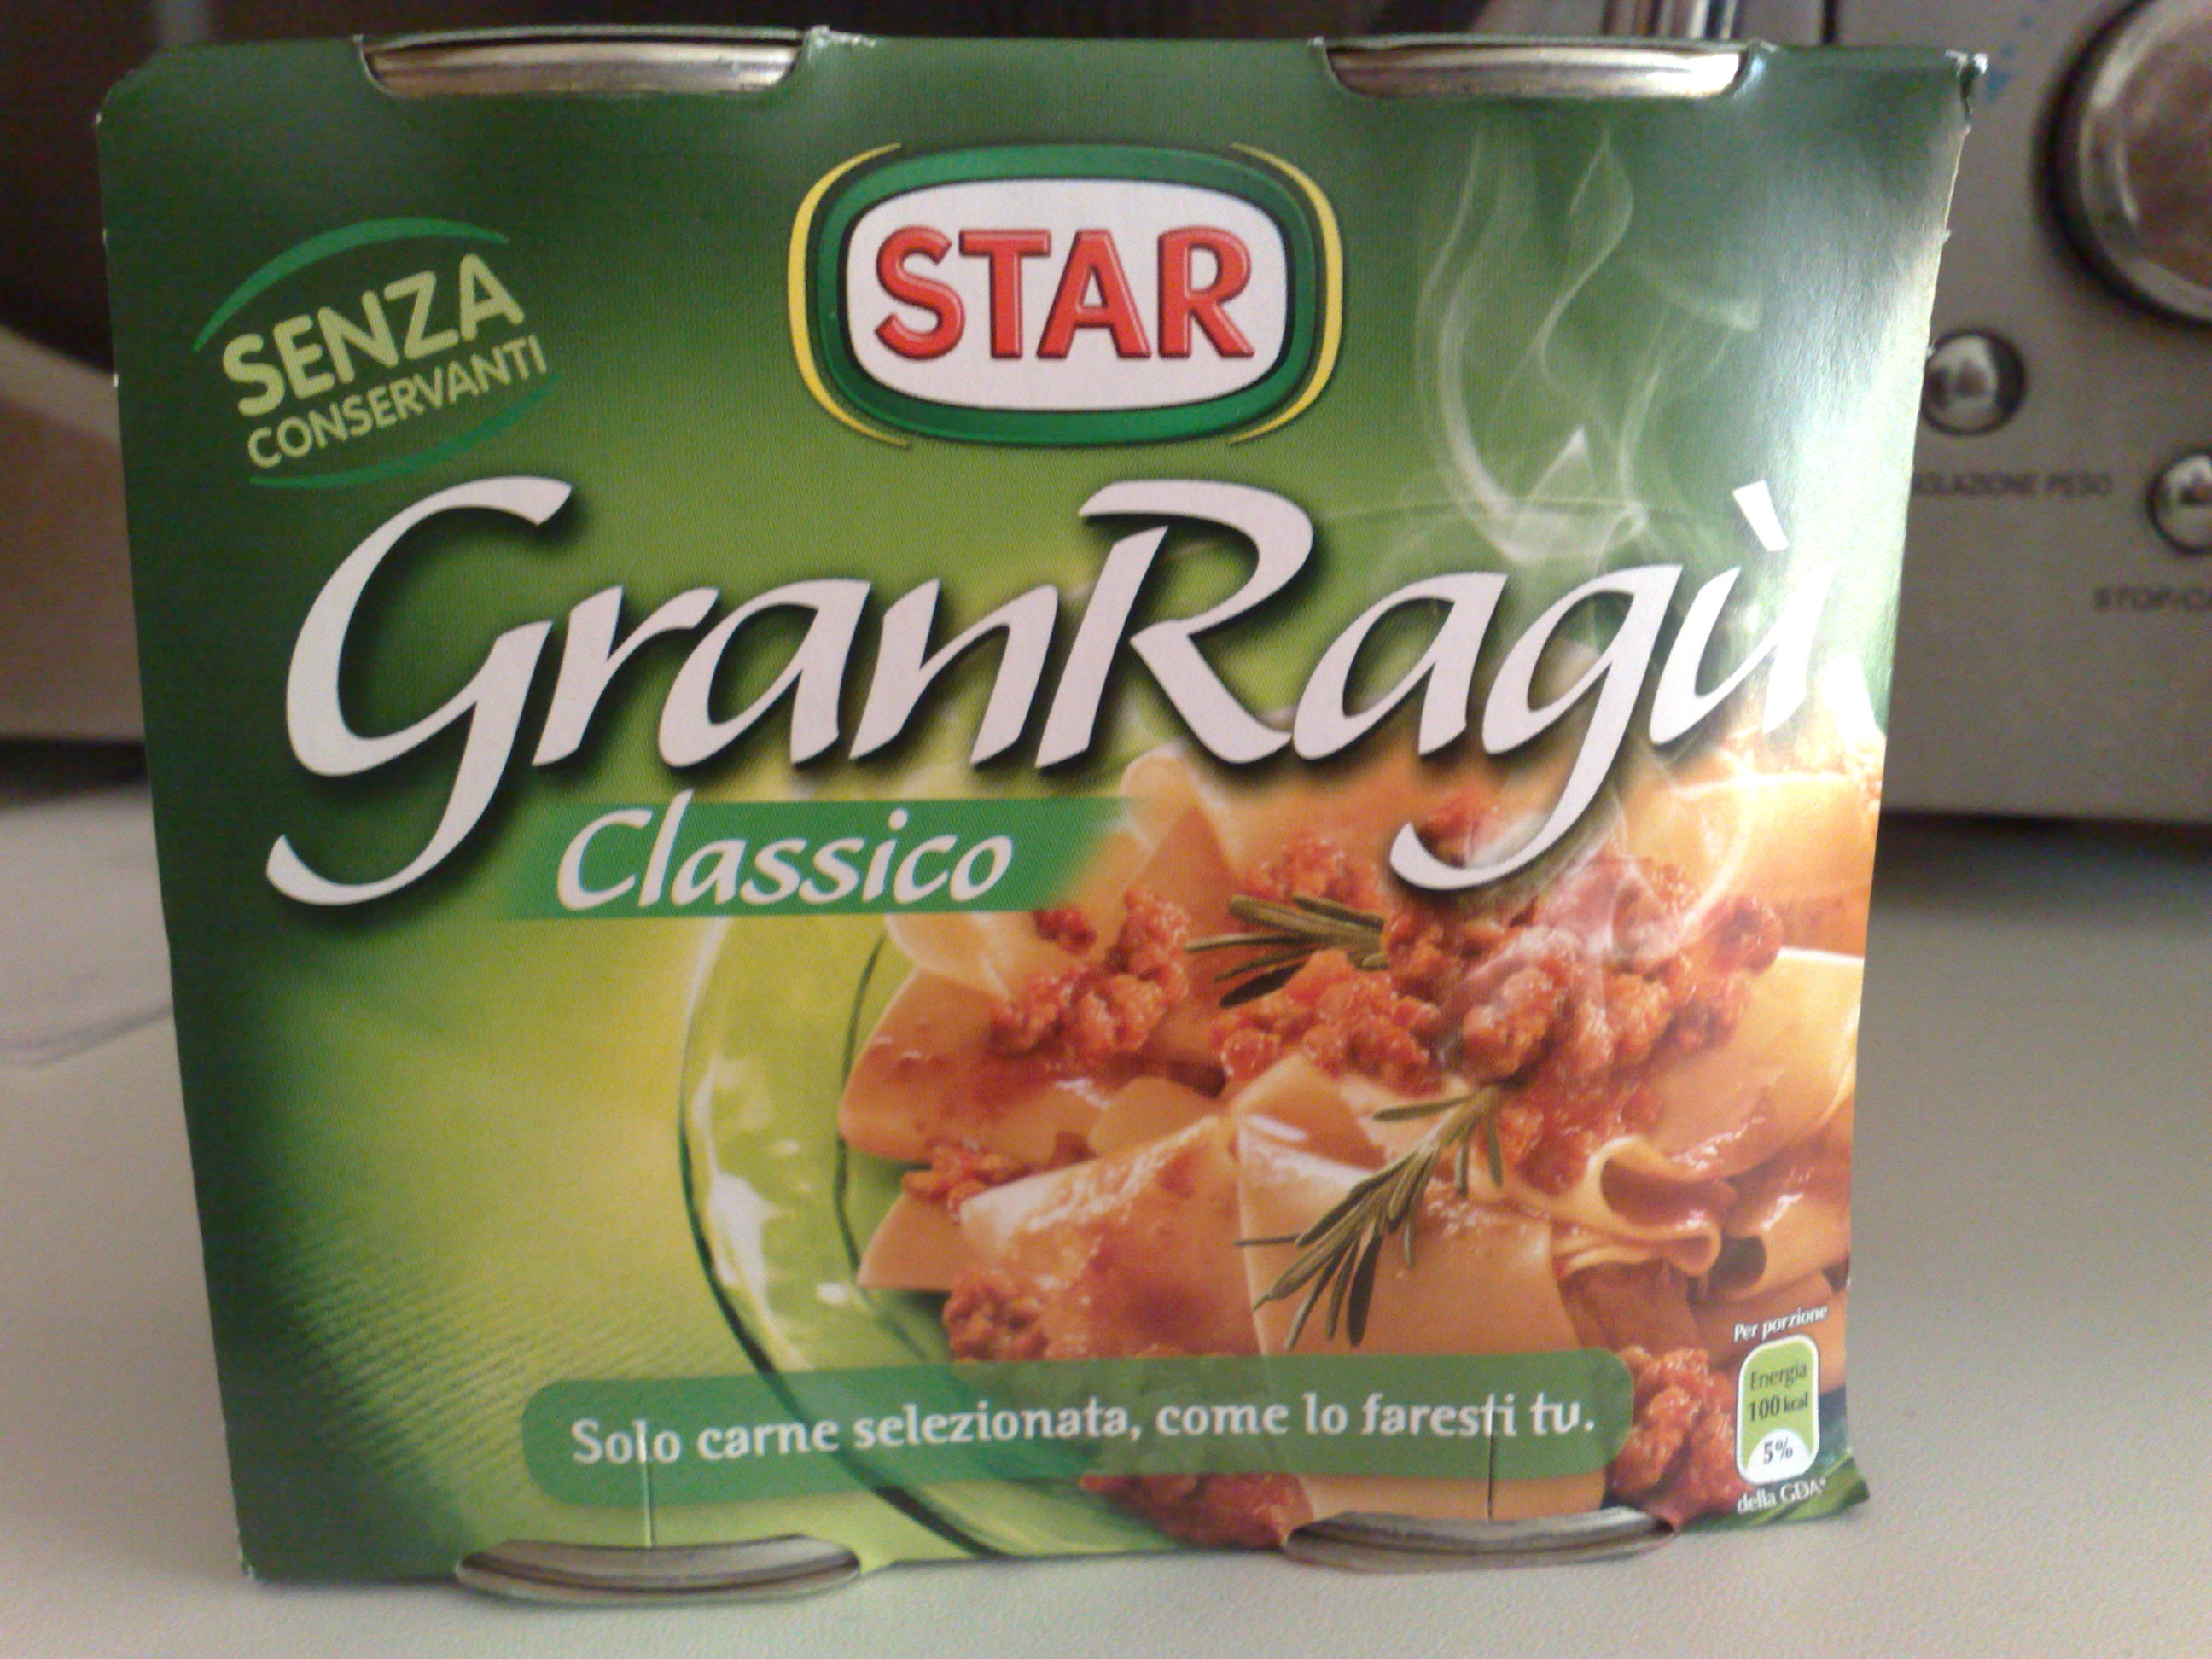 STAR
SENZA
CONSERVANTI
GranRagù
Classico
Solo carne selezionata, come lo faresti tu.
Per porzione
Energia
100 kcal
5%
della GDA*
PESO